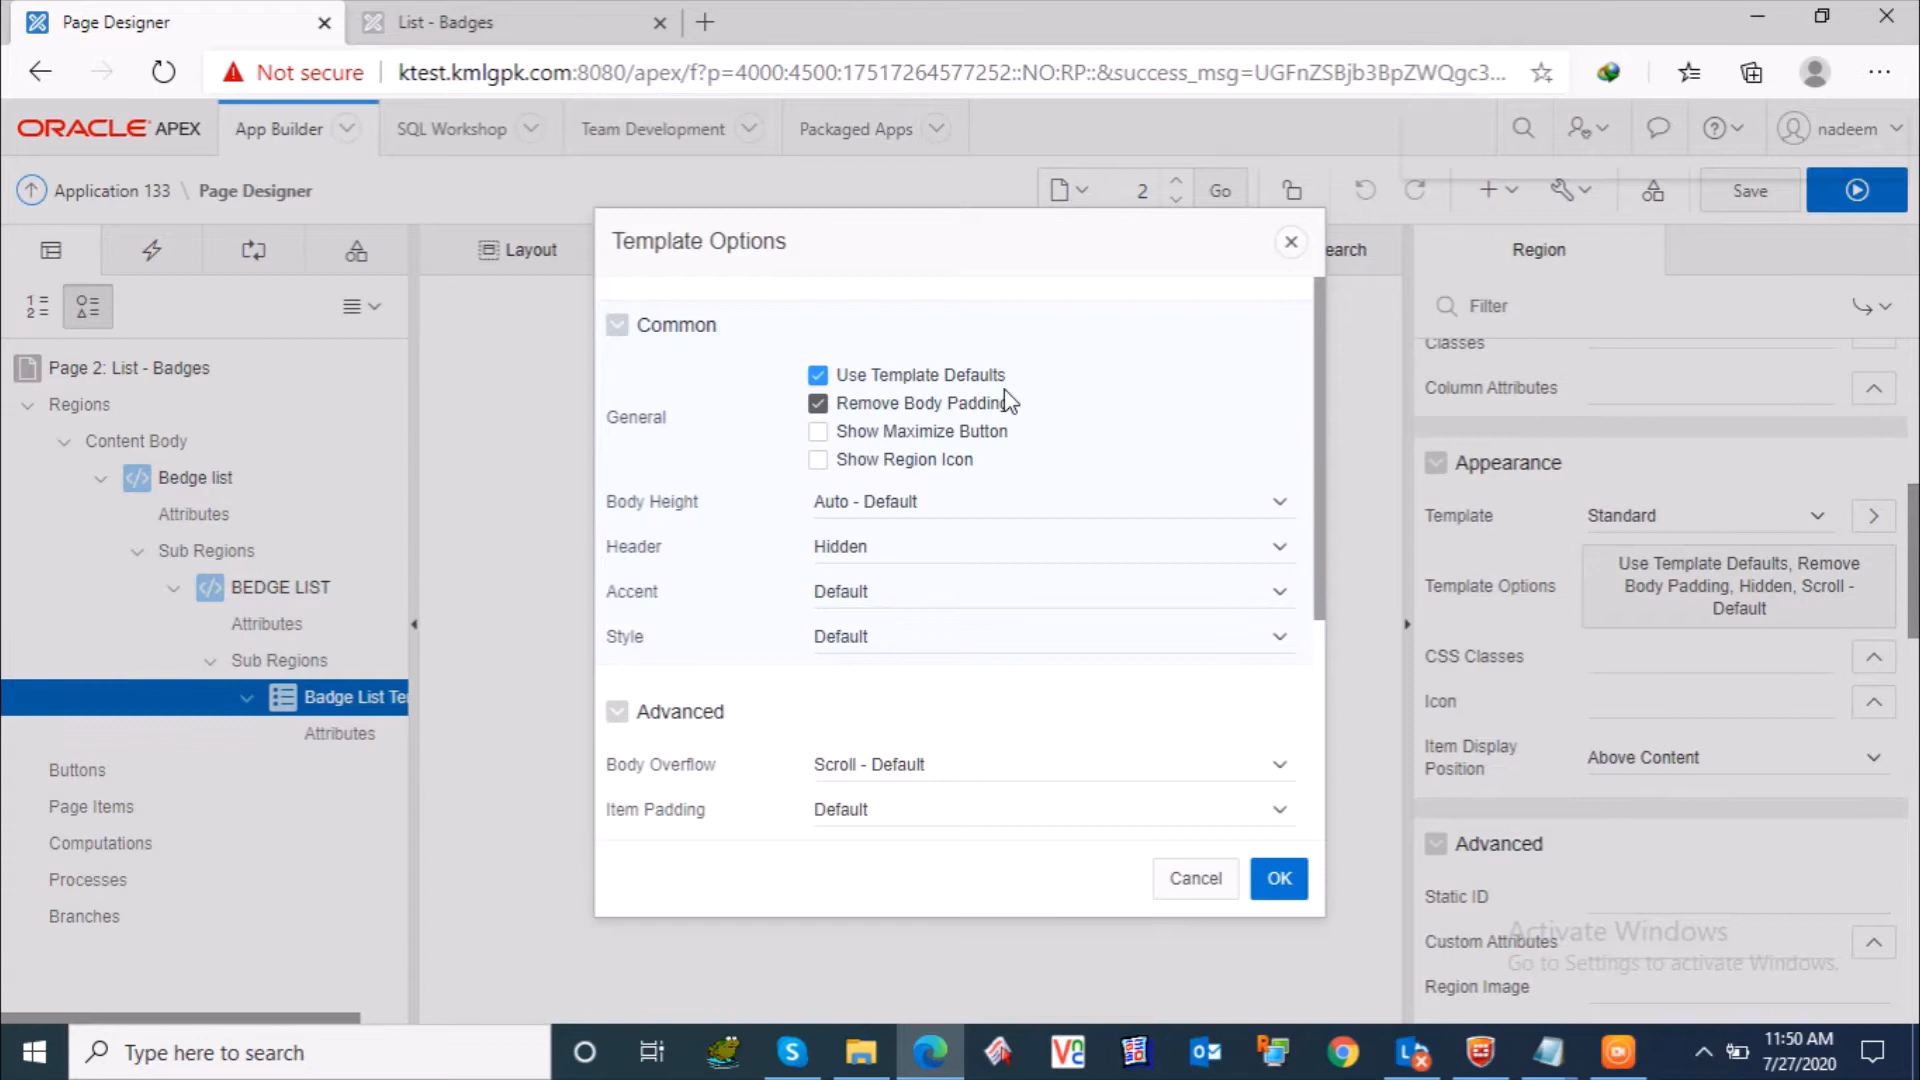 Page Designer
List - Badges
Not secure
ktest.kmlgpk.com:8080/apex/f?p=4000:4500:17517264577252::NO:RP::&success_msg=UGFnZSBjb3BpZWQgc3...
ORACLE APEX
App Builder
SQL Workshop
Team Development
Packaged Apps
nadeem
Application 133 \ Page Designer
2
Go
Save
Layout
earch
Region
Filter
Page 2: List - Badges
Regions
Content Body
Bedge list
Attributes
Sub Regions
BEDGE LIST
Attributes
Sub Regions
Badge List Te
Attributes
Buttons
Page Items
Computations
Processes
Branches
Template Options
Common
General
Use Template Defaults
Remove Body Padding
Show Maximize Button
Show Region Icon
Body Height Auto - Default
Header Hidden
Accent Default
Style Default
Advanced
Body Overflow Scroll - Default
Item Padding Default
Cancel
OK
Classes
Column Attributes
Appearance
Template Standard
Template Options
Use Template Defaults, Remove
Body Padding, Hidden, Scroll -
Default
CSS Classes
Icon
Item Display
Position
Above Content
Advanced
Static ID
Custom Attributes
Region Image
Activate Windows
Go to Settings to activate Windows.
Type here to search
11:50 AM
7/27/2020